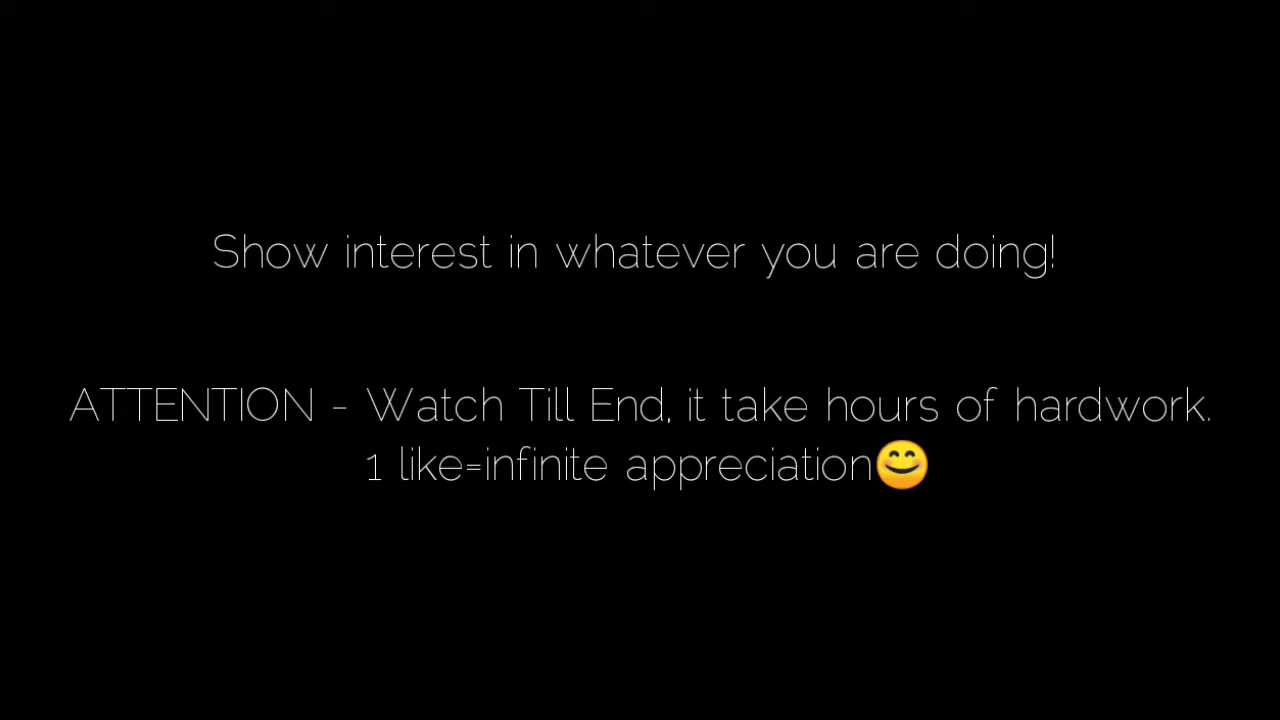 Show interest in whatever you are doing!
ATTENTION - Watch Till End, it take hours of hardwork.
1 like=infinite appreciation😊